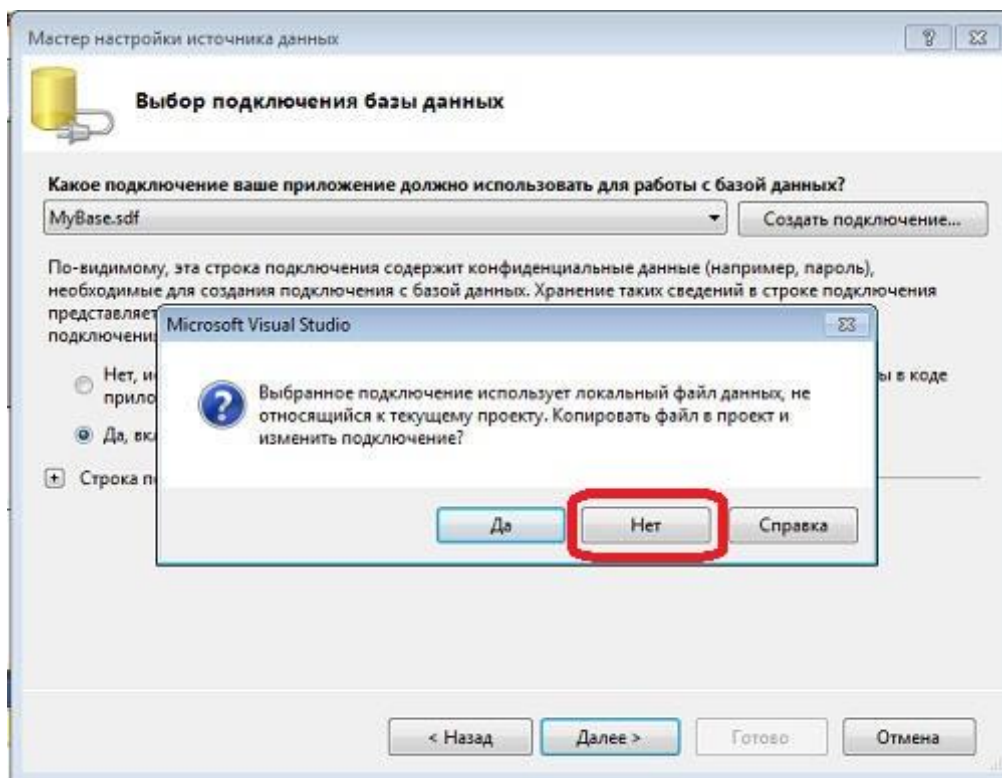 Мастер настройки источника данных
Выбор подключения базы данных
Какое подключение ваше приложение должно использовать для работы с базой данных?
MyBase.sdf
Создать подключение...
По-видимому, эта строка подключения содержит конфиденциальные данные (например, пароль),
необходимые для создания подключения с базой данных. Хранение таких сведений в строке подключения
представляет
Microsoft Visual Studio
Нет,
ы в коде
Выбранное подключение использует локальный файл данных, не
относящийся к текущему проекту. Копировать файл в проект и
изменить подключение?
Да,
Строка
Да
Нет
Справка
< Назад
Далее >
Готово
Отмена